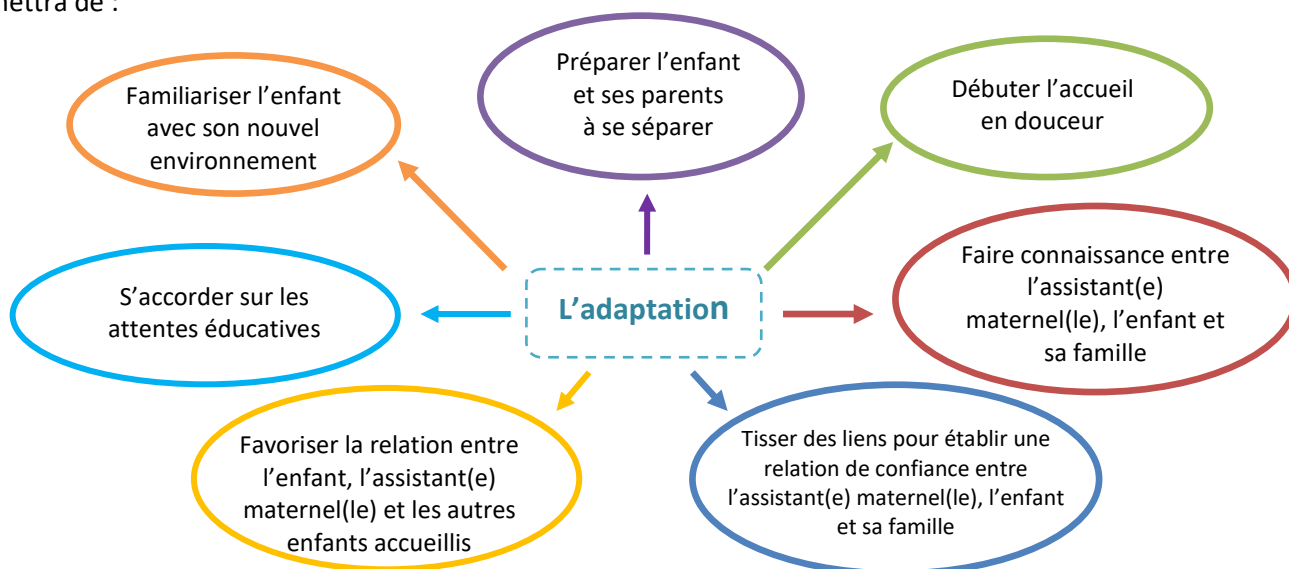 de :
Préparer l’enfant
et ses parents
à se séparer
Familiariser l’enfant
avec son nouvel
environnement
Débuter l’accueil
en douceur
Faire connaissance entre
l’assistant(e)
maternel(le), l’enfant et
sa famille
S’accorder sur les
attentes éducatives
L’adaptation
Favoriser la relation entre
l’enfant, l’assistant(e)
maternel(le) et les autres
enfants accueillis
Tisser des liens pour établir une
relation de confiance entre
l’assistant(e) maternel(le), l’enfant
et sa famille